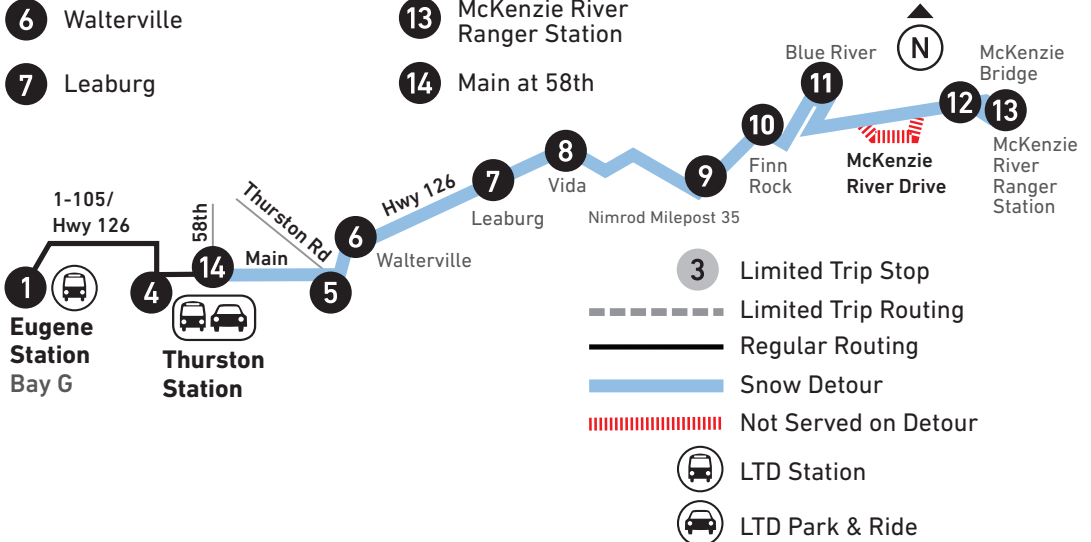 6 Walterville
7 Leaburg
13 McKenzie River
Ranger Station
14 Main at 58th
N
Blue River
11
McKenzie
Bridge
12
13
McKenzie
River
Ranger
Station
10
Finn
Rock
McKenzie
River Drive
8
Vida
9
Nimrod Milepost 35
7
Leaburg
Hwy 126
6
Walterville
Thurston Rd
58th
1-105/
Hwy 126
Main
14
5
4
1
Eugene
Station
Bay G
Thurston
Station
3 Limited Trip Stop
Limited Trip Routing
Regular Routing
Snow Detour
Not Served on Detour
LTD Station
LTD Park & Ride